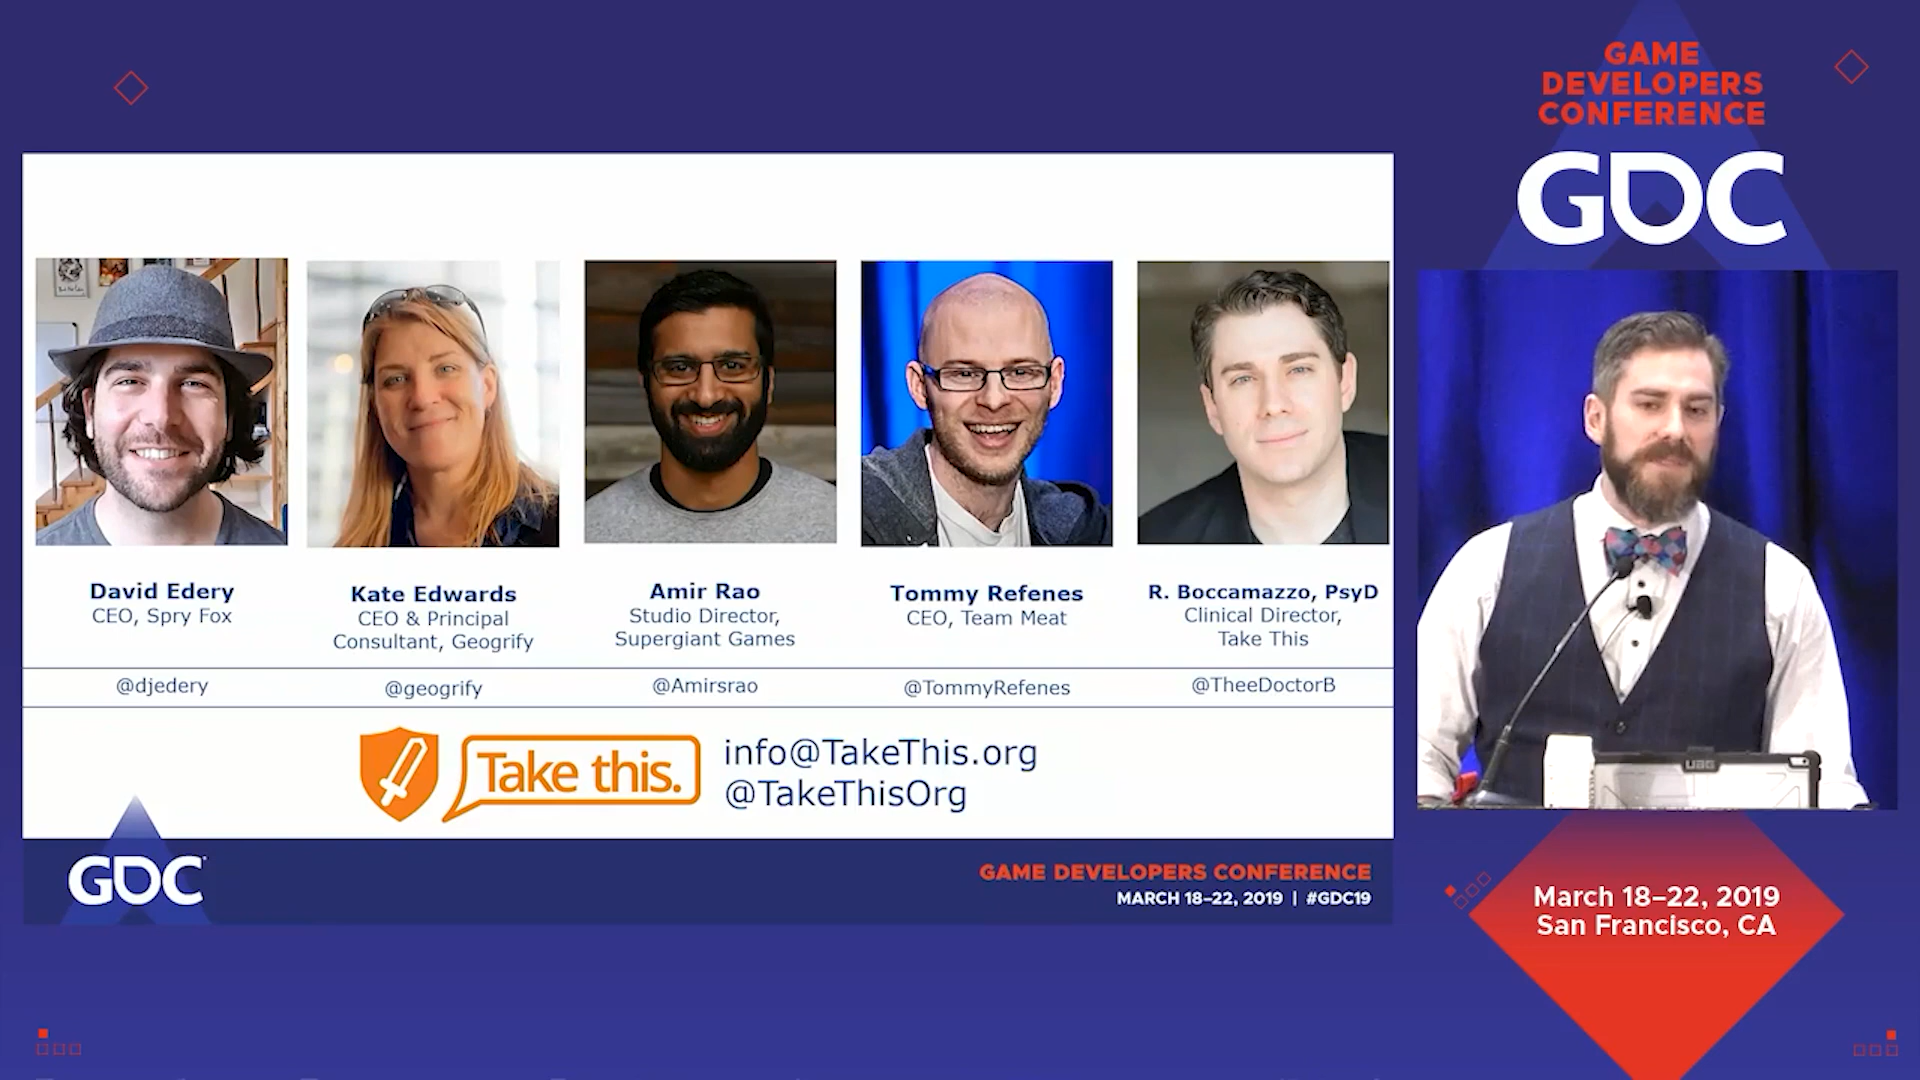 GAME
DEVELOPERS
CONFERENCE
GDC
David Edery
CEO, Spry Fox
@djedery
Kate Edwards
CEO & Principal
Consultant, Geogrify
@geogrify
Amir Rao
Studio Director,
Supergiant Games
@Amirsrao
Tommy Refenes
CEO, Team Meat
@TommyRefenes
R. Boccamazzo, PsyD
Clinical Director,
Take This
@TheeDoctorB
Take this.
info@TakeThis.org
@TakeThisOrg
GDC
GAME DEVELOPERS CONFERENCE
MARCH 18–22, 2019 | #GDC19
UAG
March 18–22, 2019
San Francisco, CA